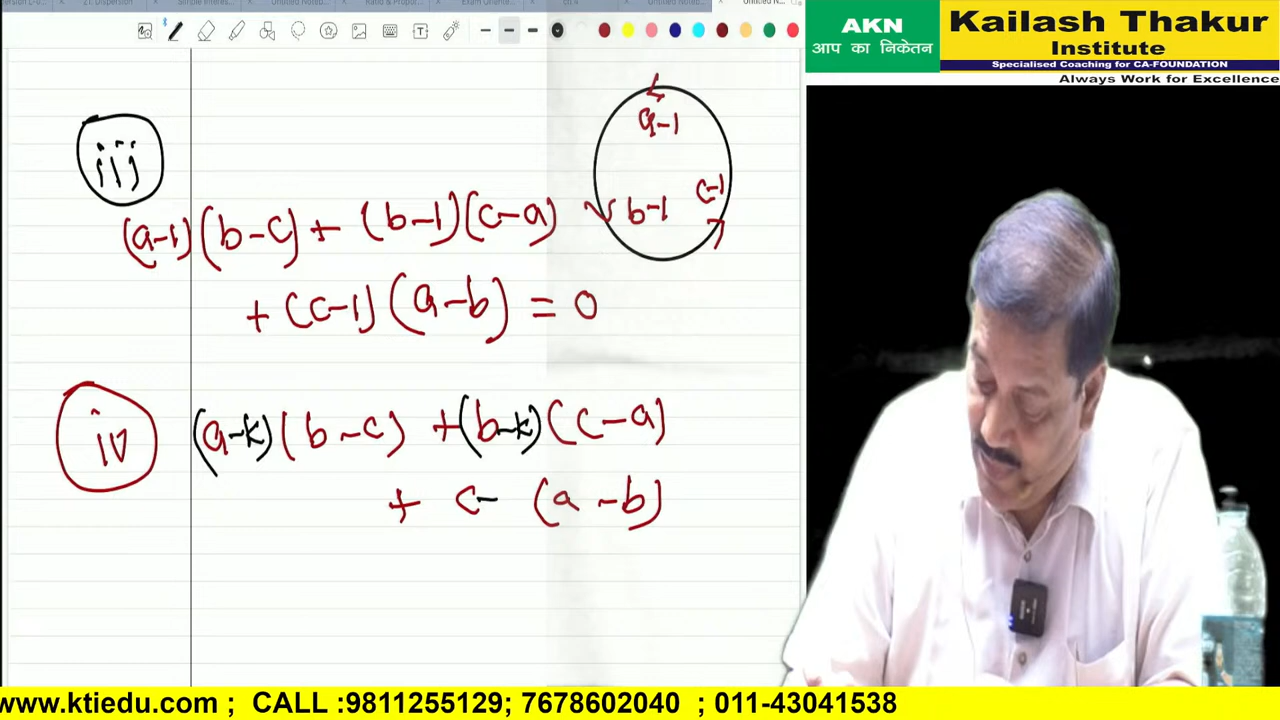 AKN
आप का निकेतन
Kailash Thakur
Institute
Specialised Coaching for CA-FOUNDATION
Always Work for Excellence
iii
a-1
b-1
c-1
(a-1)(b-c) + (b-1)(c-a)
+ (c-1)(a-b) = 0
iv
(a-k)(b-c) + (b-k)(c-a)
+ c- (a-b)
www.ktiedu.com ; CALL :9811255129; 7678602040 ; 011-43041538